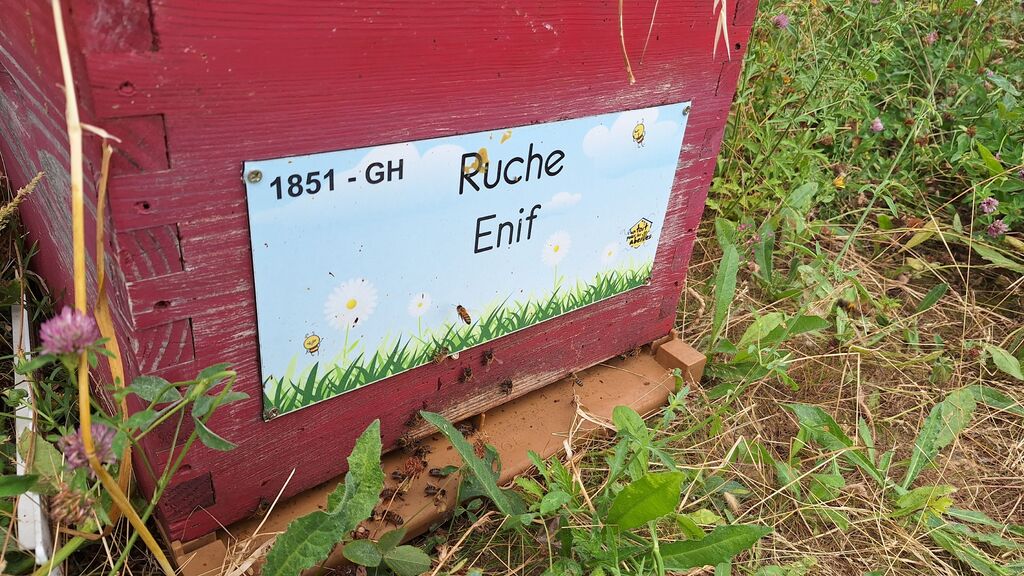 1851 - GH
Ruche
Enif